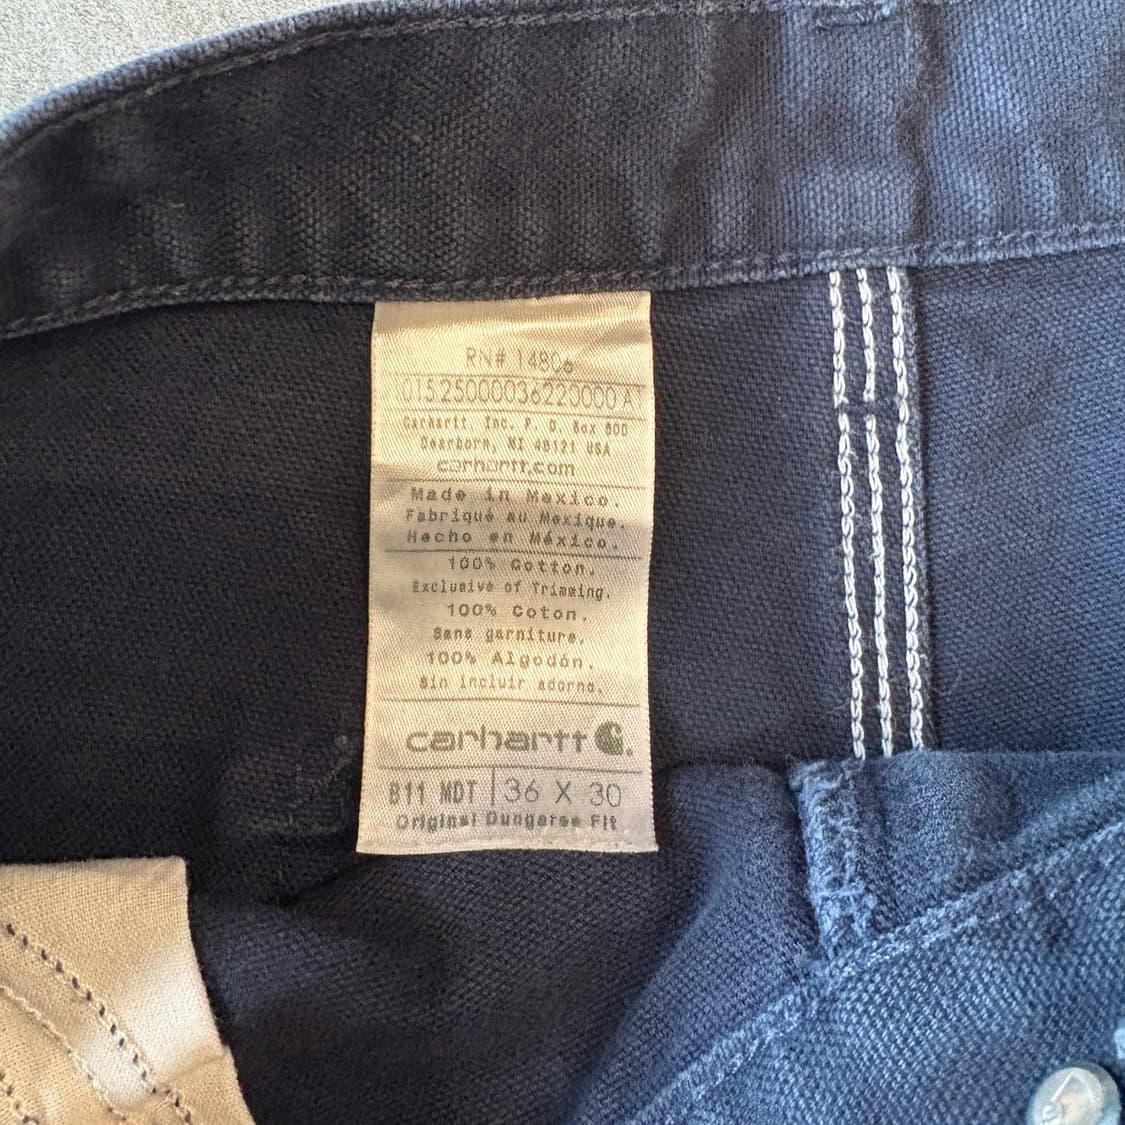 RN# 14806
01525000036220000A
Carhartt, Inc. P. O. Box 600
Dearborn, MI 48121 USA
carhartt.com
Made in Mexico.
Fabriqué au Mexique.
Hecho en México.
100% Cotton.
Exclusive of Trimming.
100% Coton.
Sans garniture.
100% Algodón.
Sin incluir adorno.
carhartt
B11 MDT 36 X 30
Original Dungaree Fit